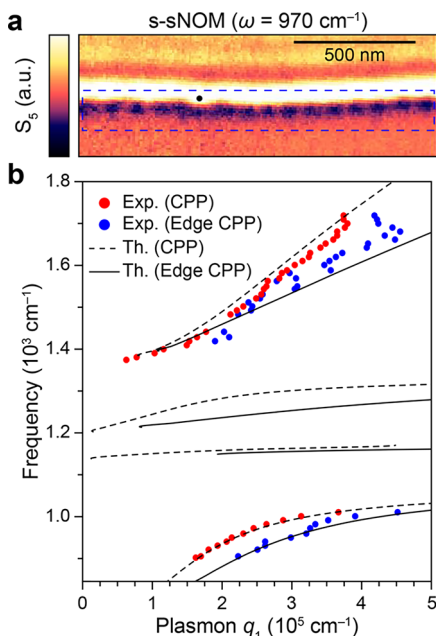 a
s-sNOM (ω = 970 cm⁻¹)
S₅ (a.u.)
500 nm
b
Exp. (CPP)
Exp. (Edge CPP)
Th. (CPP)
Th. (Edge CPP)
Frequency (10³ cm⁻¹)
1.8
1.6
1.4
1.2
1.0
0 1 2 3 4 5
Plasmon q₁ (10⁵ cm⁻¹)